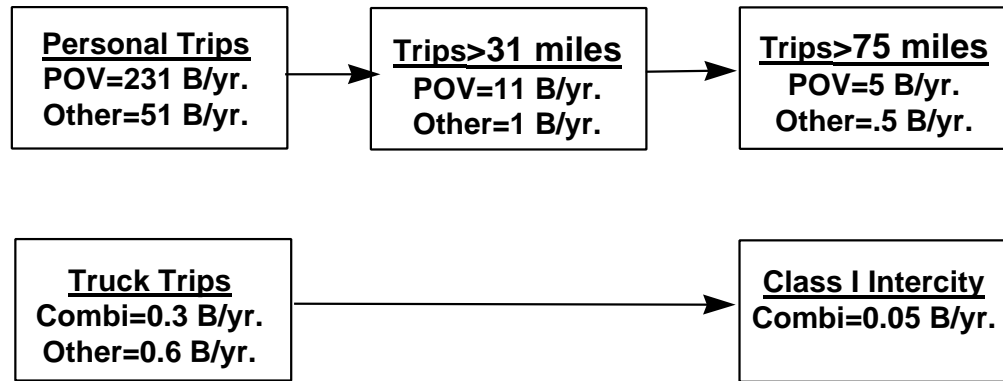 Personal Trips
POV=231 B/yr.
Other=51 B/yr.
Trips>31 miles
POV=11 B/yr.
Other=1 B/yr.
Trips>75 miles
POV=5 B/yr.
Other=.5 B/yr.
Truck Trips
Combi=0.3 B/yr.
Other=0.6 B/yr.
Class I Intercity
Combi=0.05 B/yr.